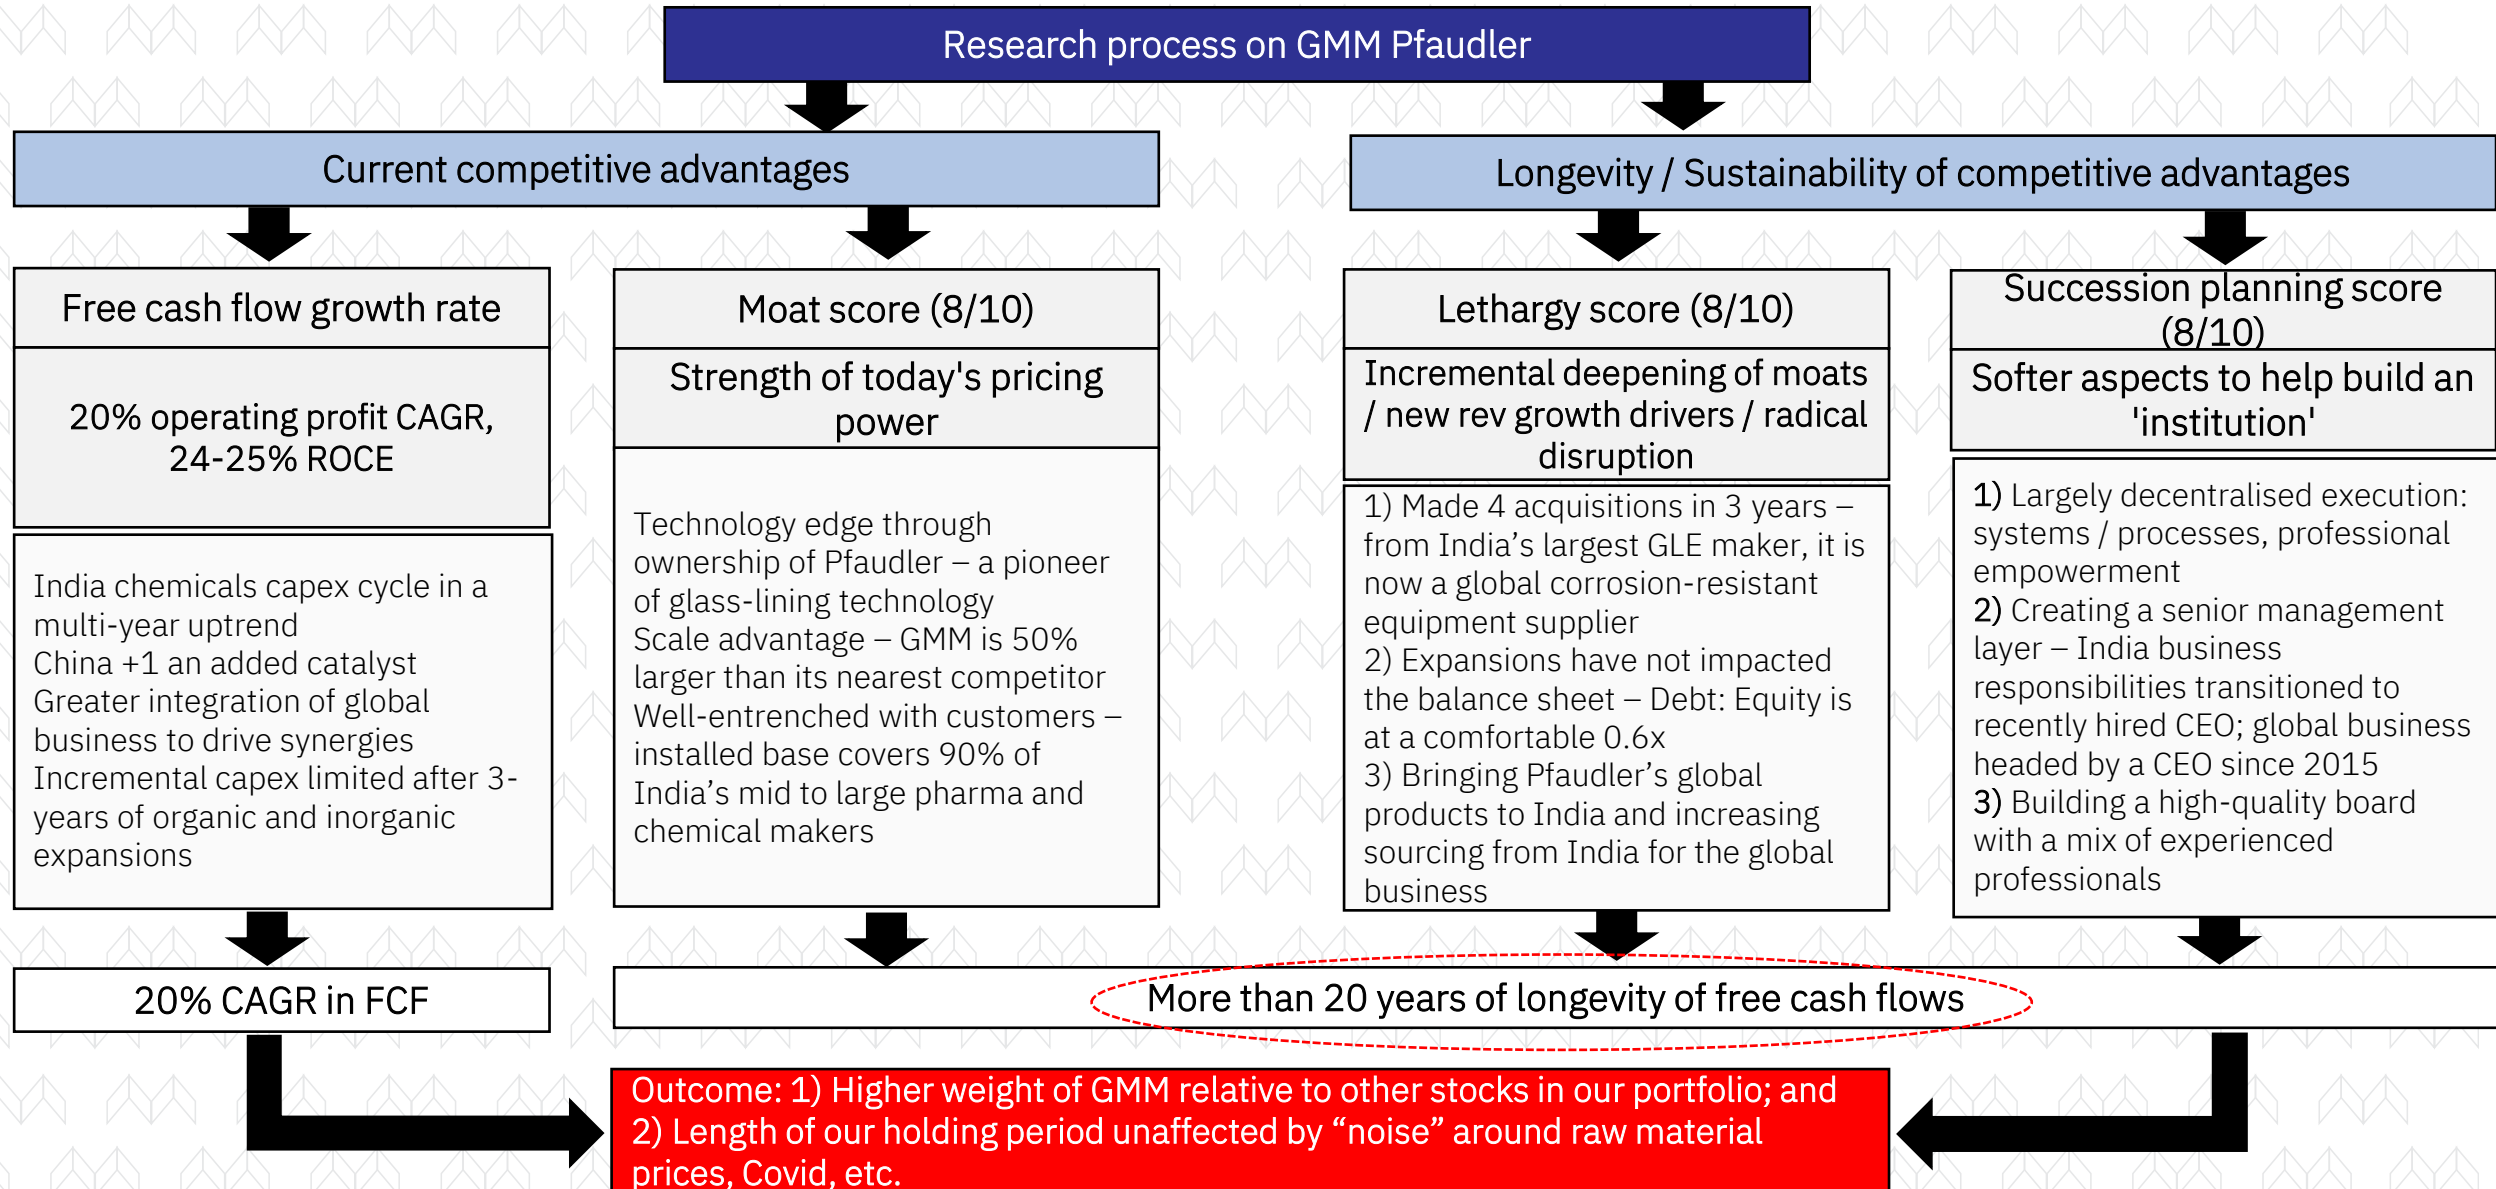 Research process on GMM Pfaudler
Current competitive advantages
Longevity / Sustainability of competitive advantages
Free cash flow growth rate
20% operating profit CAGR,
24-25% ROCE
India chemicals capex cycle in a
multi-year uptrend
China +1 an added catalyst
Greater integration of global
business to drive synergies
Incremental capex limited after 3-
years of organic and inorganic
expansions
Moat score (8/10)
Strength of today's pricing
power
Technology edge through
ownership of Pfaudler – a pioneer
of glass-lining technology
Scale advantage – GMM is 50%
larger than its nearest competitor
Well-entrenched with customers –
installed base covers 90% of
India’s mid to large pharma and
chemical makers
Lethargy score (8/10)
Incremental deepening of moats
/ new rev growth drivers / radical
disruption
1) Made 4 acquisitions in 3 years –
from India’s largest GLE maker, it is
now a global corrosion-resistant
equipment supplier
2) Expansions have not impacted
the balance sheet – Debt: Equity is
at a comfortable 0.6x
3) Bringing Pfaudler’s global
products to India and increasing
sourcing from India for the global
business
Succession planning score
(8/10)
Softer aspects to help build an
'institution'
1) Largely decentralised execution:
systems / processes, professional
empowerment
2) Creating a senior management
layer – India business
responsibilities transitioned to
recently hired CEO; global business
headed by a CEO since 2015
3) Building a high-quality board
with a mix of experienced
professionals
20% CAGR in FCF
More than 20 years of longevity of free cash flows
Outcome: 1) Higher weight of GMM relative to other stocks in our portfolio; and
2) Length of our holding period unaffected by “noise” around raw material
prices, Covid, etc.